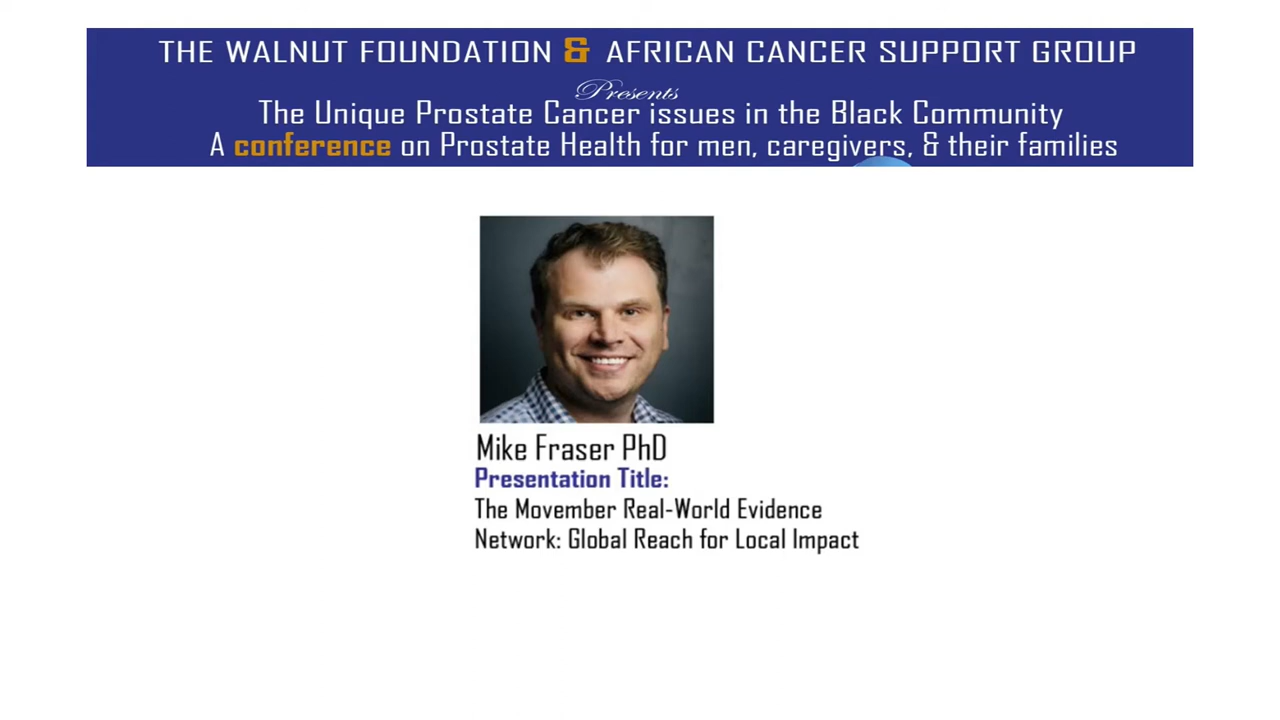 THE WALNUT FOUNDATION & AFRICAN CANCER SUPPORT GROUP
Presents
The Unique Prostate Cancer issues in the Black Community
A conference on Prostate Health for men, caregivers, & their families
Mike Fraser PhD
Presentation Title:
The Movember Real-World Evidence
Network: Global Reach for Local Impact